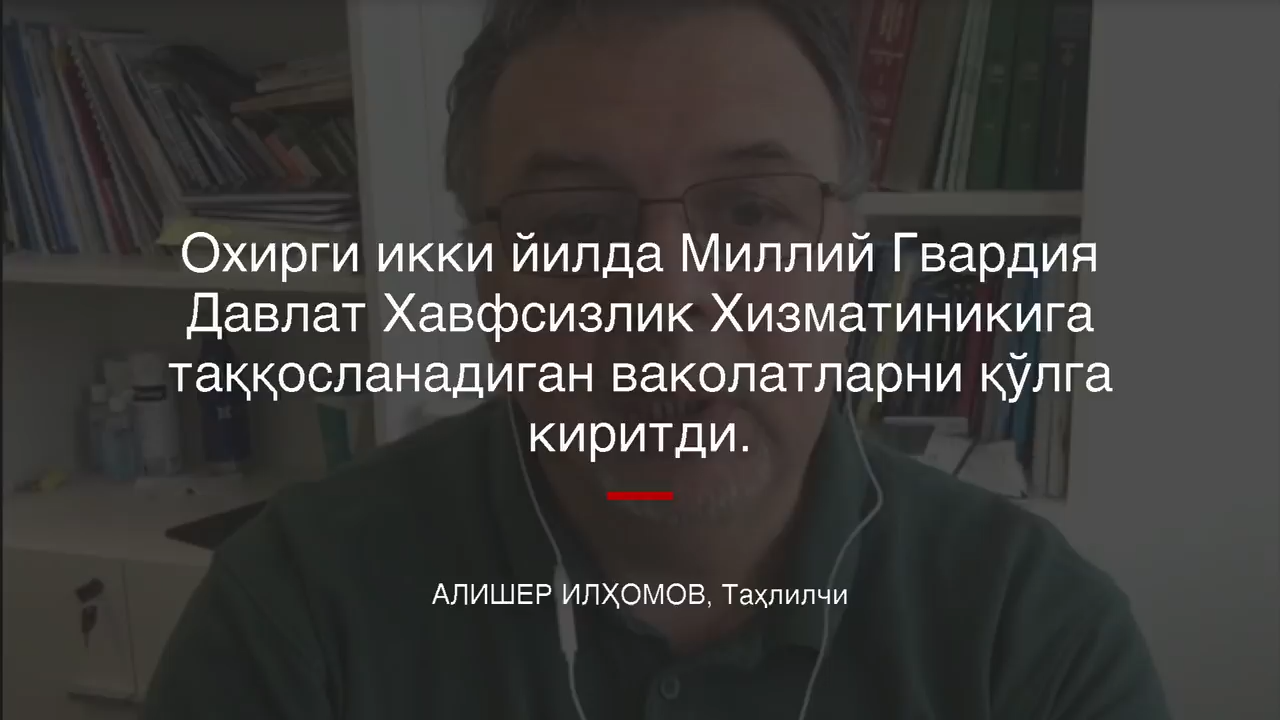 Охирги икки йилда Миллий Гвардия
Давлат Хавфсизлик Хизматиникига
таққосланадиган ваколатларни қўлга
киритди.
АЛИШЕР ИЛҲОМОВ, Таҳлилчи